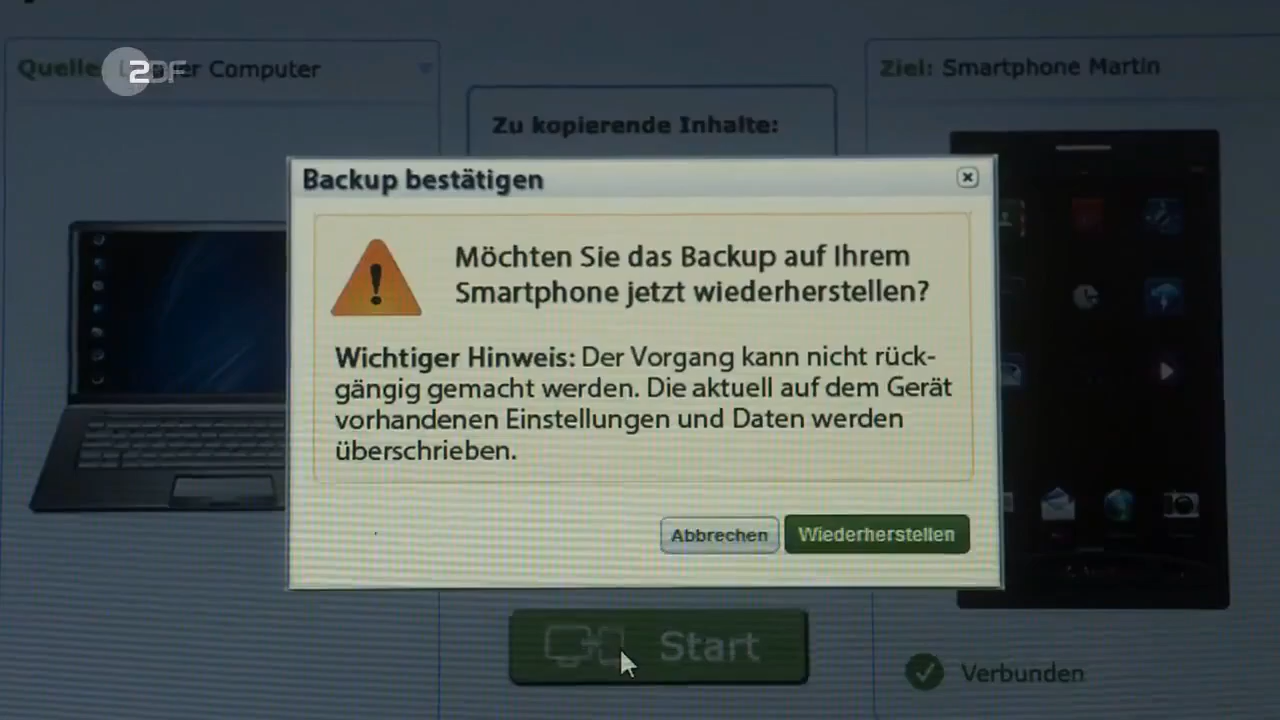 Quelle: Computer
ZDF
Ziel: Smartphone Martin
Zu kopierende Inhalte:
Backup bestätigen
Möchten Sie das Backup auf Ihrem
Smartphone jetzt wiederherstellen?
Wichtiger Hinweis: Der Vorgang kann nicht rück-
gängig gemacht werden. Die aktuell auf dem Gerät
vorhandenen Einstellungen und Daten werden
überschrieben.
Abbrechen
Wiederherstellen
Start
Verbunden